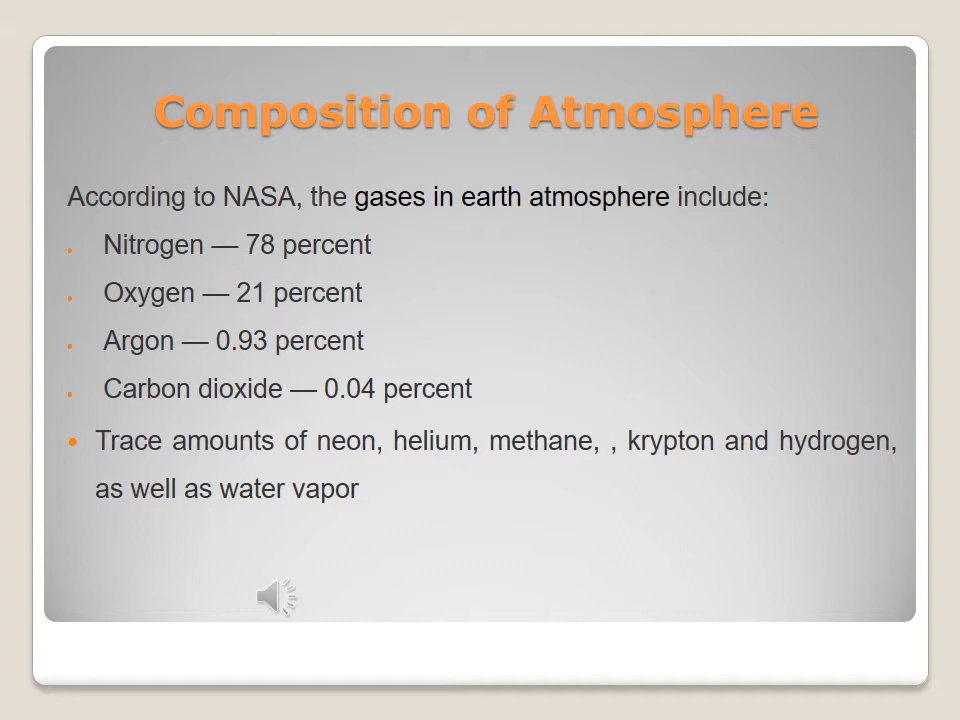 Composition of Atmosphere
According to NASA, the gases in earth atmosphere include:
• Nitrogen — 78 percent
• Oxygen — 21 percent
• Argon — 0.93 percent
• Carbon dioxide — 0.04 percent
• Trace amounts of neon, helium, methane, , krypton and hydrogen,
as well as water vapor